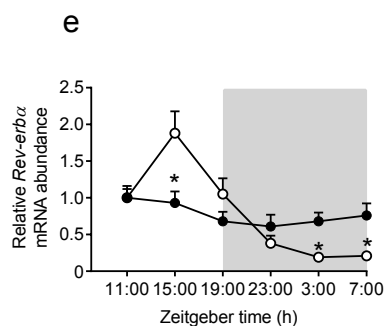 e
Relative Rev-erbα
mRNA abundance
2.5
2.0
1.5
1.0
0.5
0
*
*
*
11:00 15:00 19:00 23:00 3:00 7:00
Zeitgeber time (h)